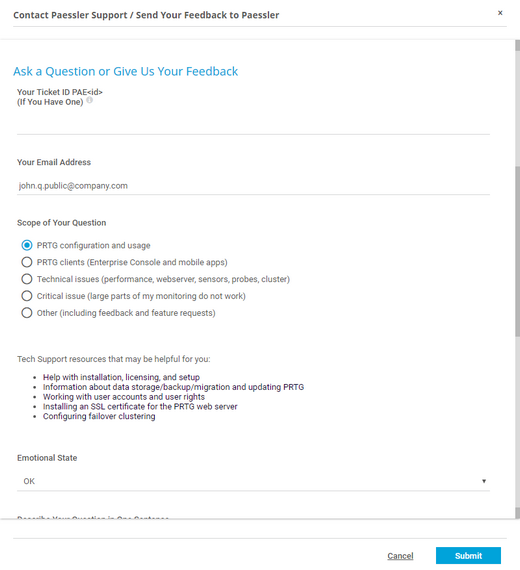 Contact Paessler Support / Send Your Feedback to Paessler
×
Ask a Question or Give Us Your Feedback
Your Ticket ID PAE<id>
(If You Have One)
Your Email Address
john.q.public@company.com
Scope of Your Question
PRTG configuration and usage
PRTG clients (Enterprise Console and mobile apps)
Technical issues (performance, webserver, sensors, probes, cluster)
Critical issue (large parts of my monitoring do not work)
Other (including feedback and feature requests)
Tech Support resources that may be helpful for you:
• Help with installation, licensing, and setup
• Information about data storage/backup/migration and updating PRTG
• Working with user accounts and user rights
• Installing an SSL certificate for the PRTG web server
• Configuring failover clustering
Emotional State
OK
Describe Your Question in One Sentence
Cancel
Submit